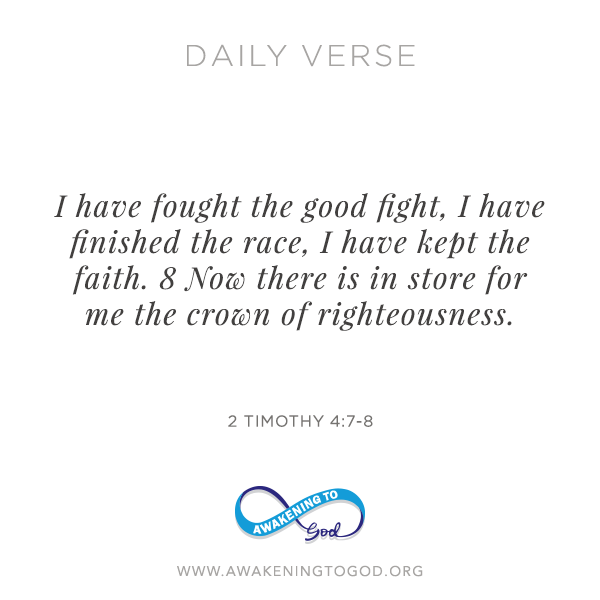 DAILY VERSE
I have fought the good fight, I have
finished the race, I have kept the
faith. 8 Now there is in store for
me the crown of righteousness.
2 TIMOTHY 4:7-8
AWAKENING TO
God
WWW.AWAKENINGTOGOD.ORG